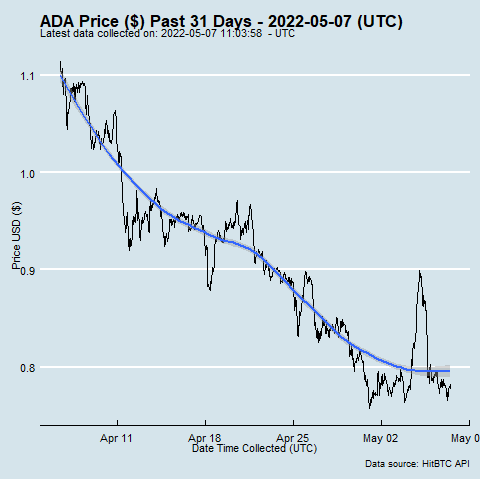 ADA Price ($) Past 31 Days - 2022-05-07 (UTC)
Latest data collected on: 2022-05-07 11:03:58 - UTC
1.1
1.0
0.9
0.8
Price USD ($)
Apr 11 Apr 18 Apr 25 May 02 May 0
Date Time Collected (UTC)
Data source: HitBTC API